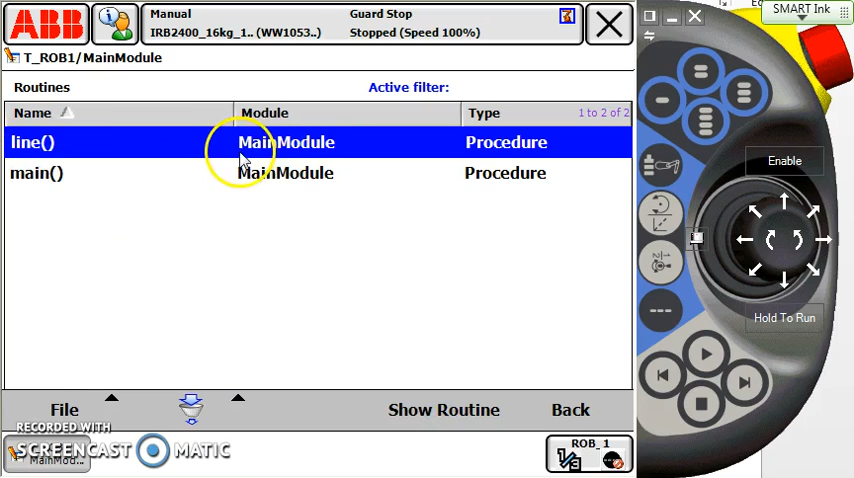 SMART Ink
ABB
Manual
Guard Stop
IRB2400_16kg_1.. (WW1053..)
Stopped (Speed 100%)
T_ROB1/MainModule
Routines
Active filter:
Name
Module
Type
1 to 2 of 2
line()
MainModule
Procedure
main()
MainModule
Procedure
Enable
Hold To Run
File
Show Routine
Back
RECORDED WITH
SCREENCAST MATIC
MainMod...
ROB_1
1/3